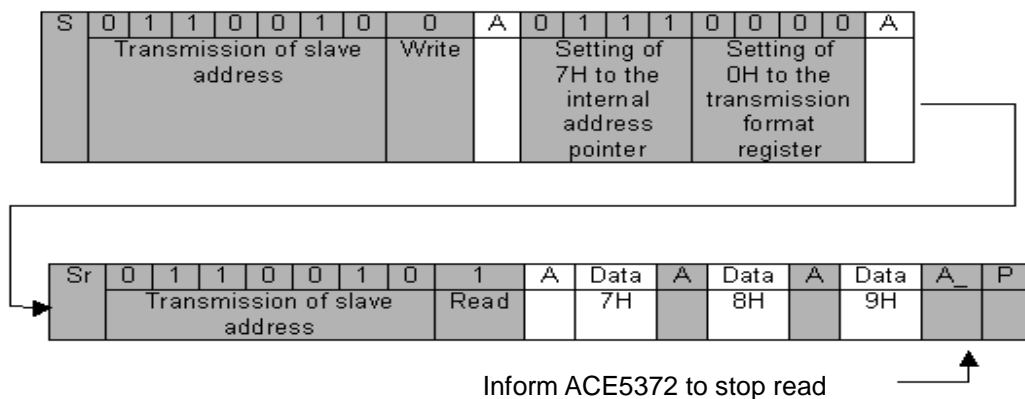 S 0 1 1 0 0 1 0 0 A 0 1 1 1 0 0 0 0 A
Transmission of slave address
Write
Setting of 7H to the internal address pointer
Setting of 0H to the transmission format register
Sr 0 1 1 0 0 1 0 1 A Data A Data A Data A_ P
Transmission of slave address
Read
7H 8H 9H
Inform ACE5372 to stop read